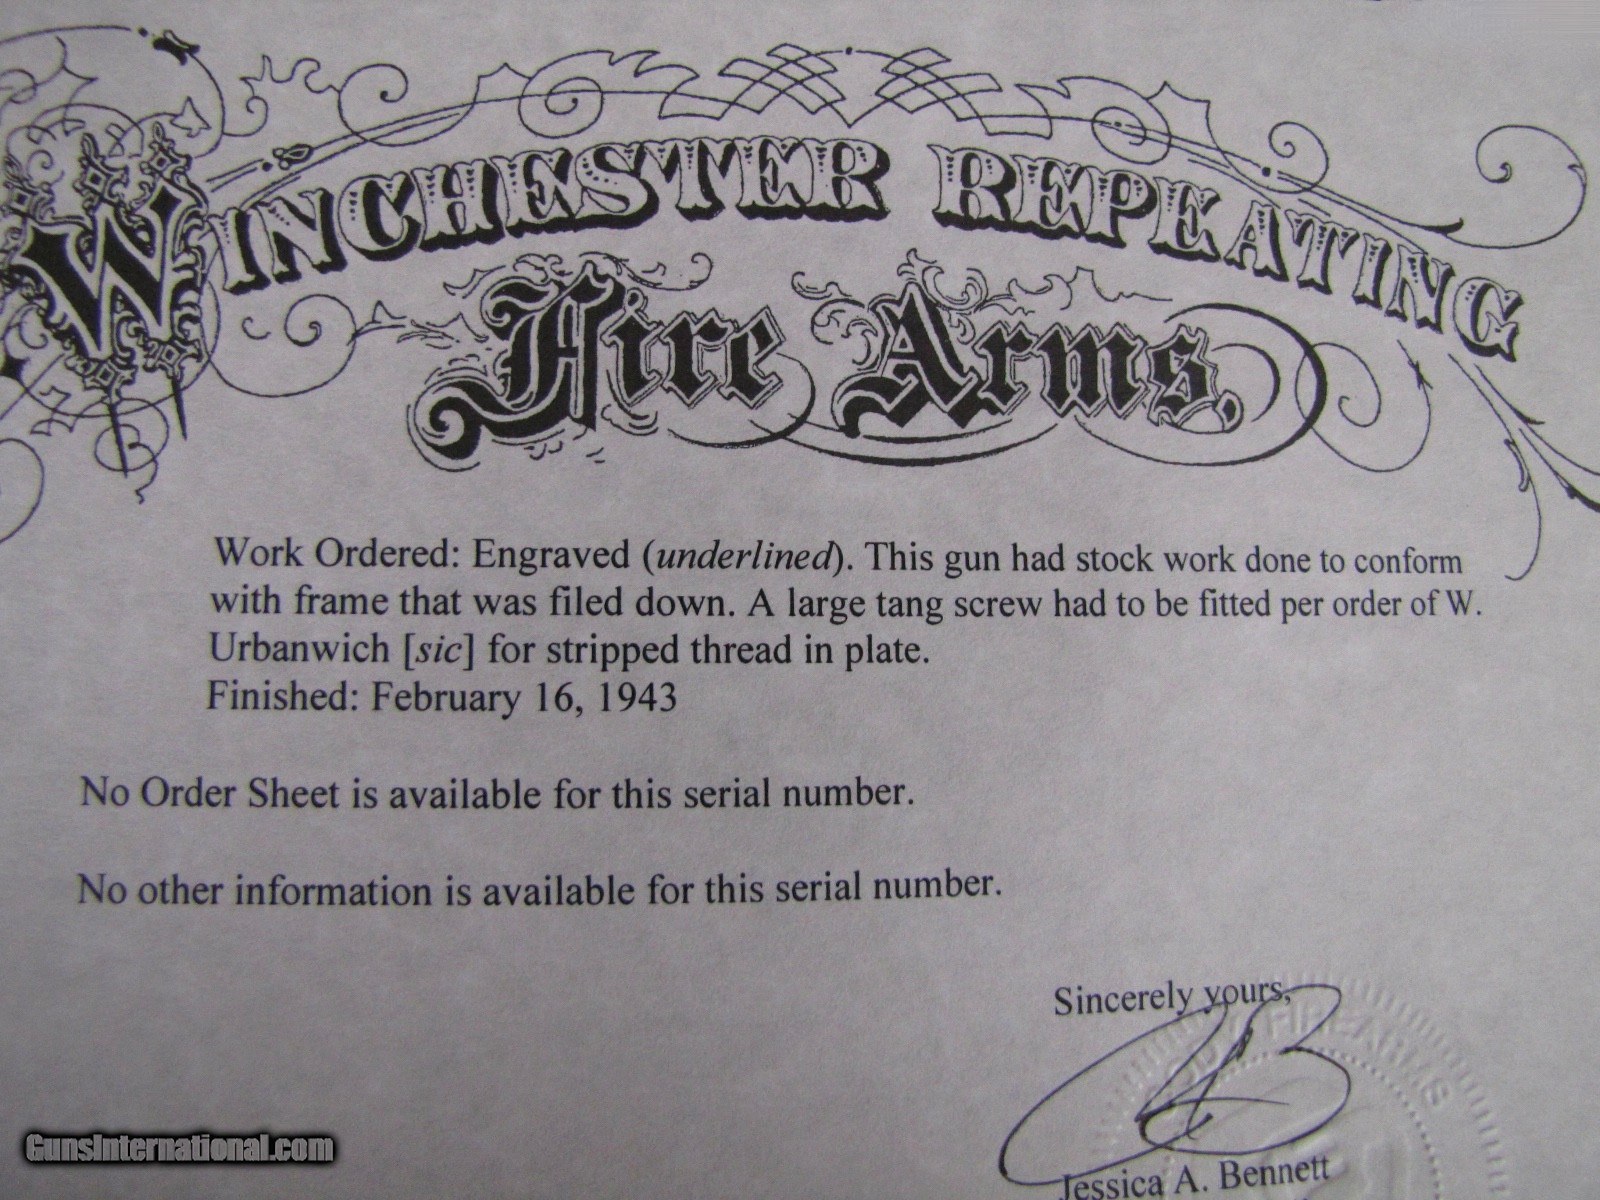 WINCHESTER REPEATING
Fire Arms.
Work Ordered: Engraved (underlined). This gun had stock work done to conform
with frame that was filed down. A large tang screw had to be fitted per order of W.
Urbanwich [sic] for stripped thread in plate.
Finished: February 16, 1943
No Order Sheet is available for this serial number.
No other information is available for this serial number.
Sincerely yours,
FIREARMS
Jessica A. Bennett
GunsInternational.com